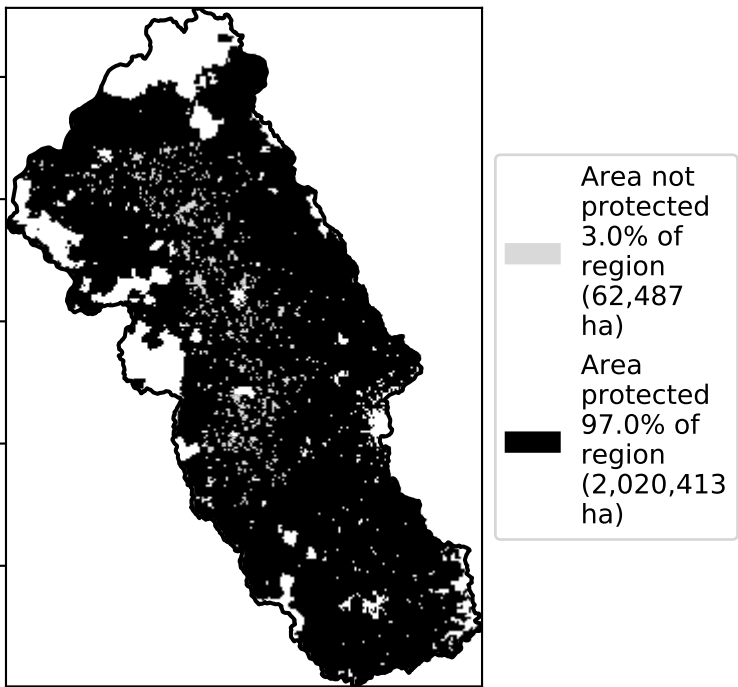 Area not
protected
3.0% of
region
(62,487
ha)
Area
protected
97.0% of
region
(2,020,413
ha)